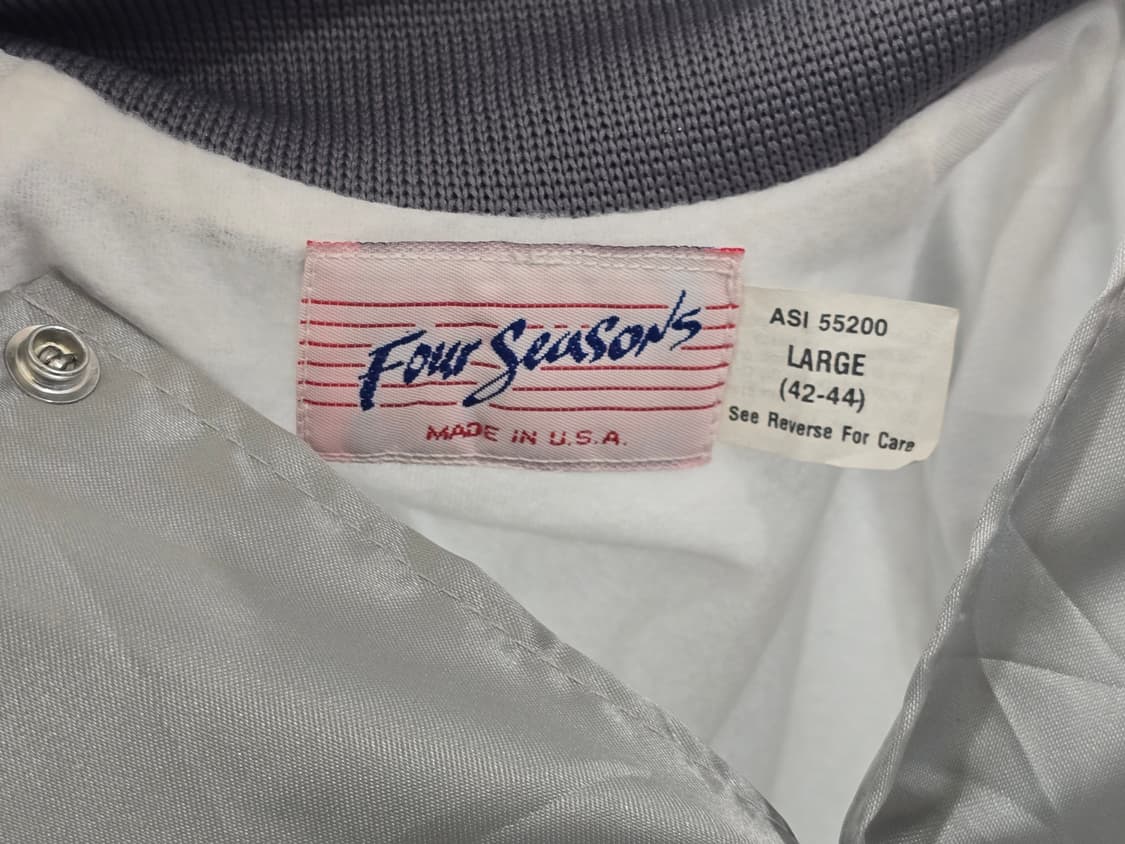 Four Seasons
MADE IN U.S.A.
ASI 55200
LARGE
(42-44)
See Reverse For Care